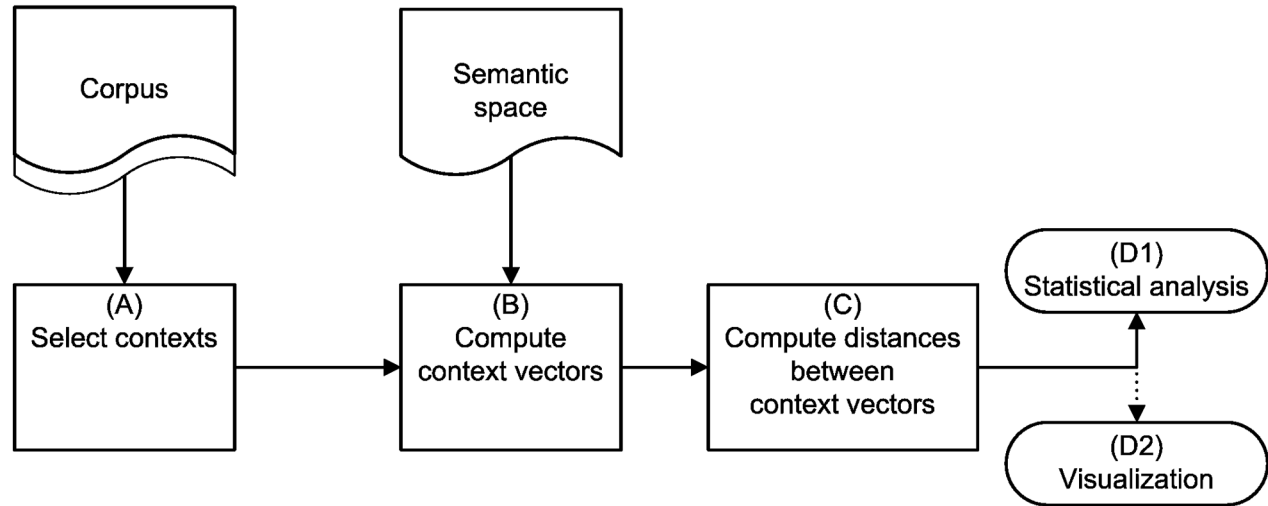 Corpus
Semantic
space
(A)
Select contexts
(B)
Compute
context vectors
(C)
Compute distances
between
context vectors
(D1)
Statistical analysis
(D2)
Visualization